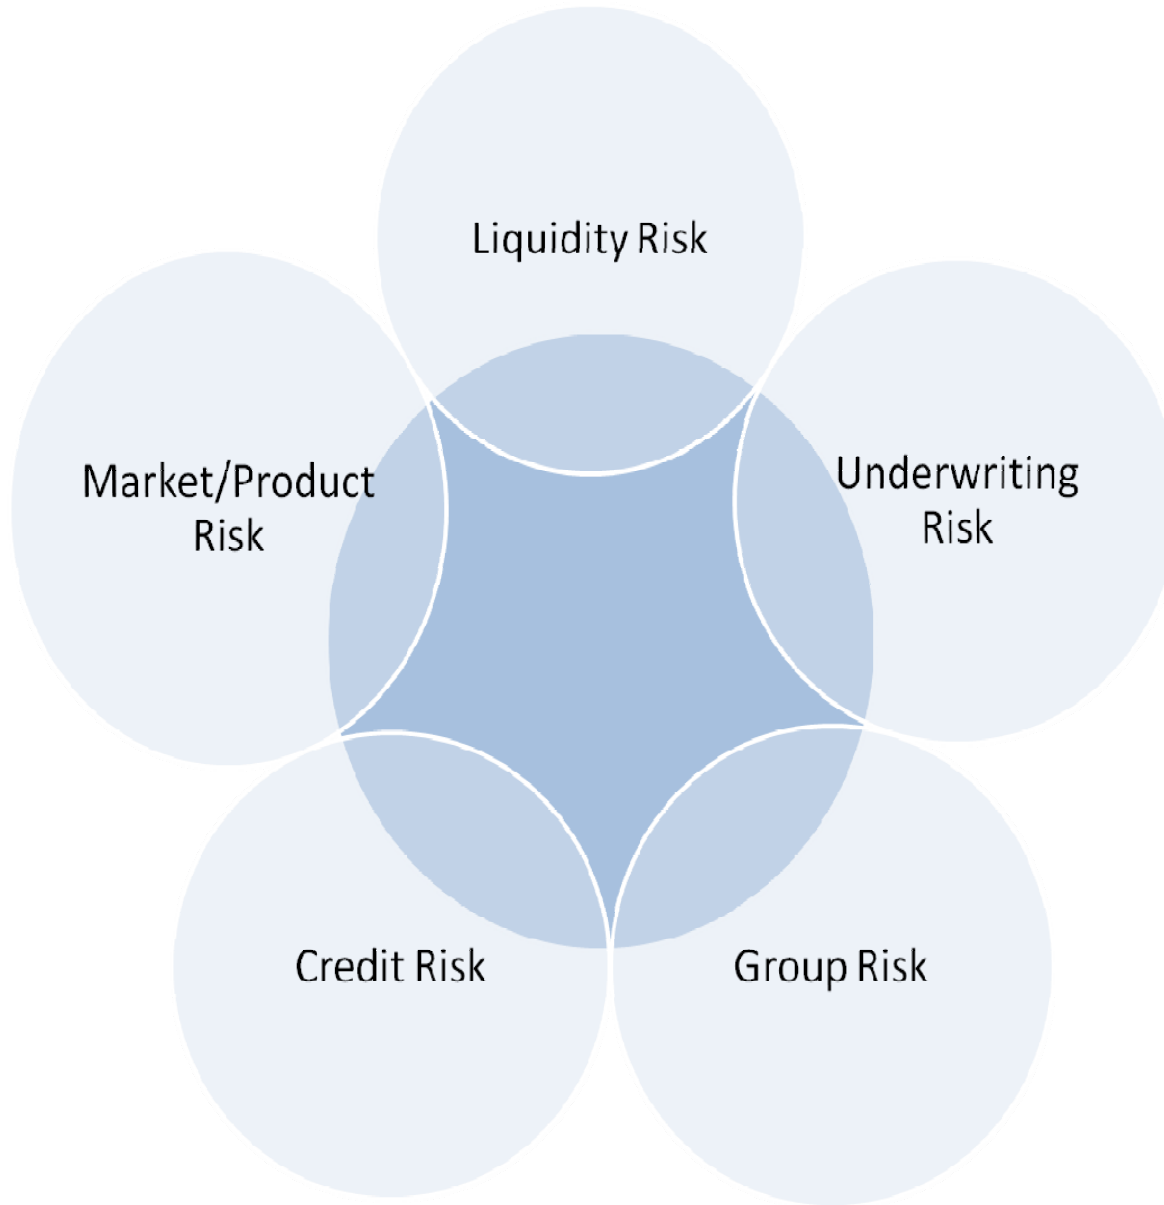 Liquidity Risk
Market/Product
Risk
Underwriting
Risk
Credit Risk
Group Risk